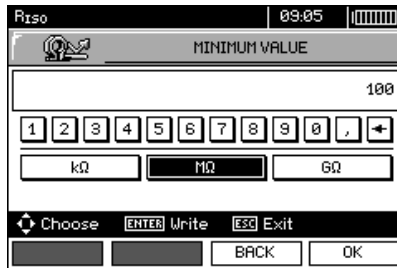 RISO 09:05
MINIMUM VALUE
100
1 2 3 4 5 6 7 8 9 0 ,
kΩ MΩ GΩ
Choose ENTER Write ESC Exit
BACK OK